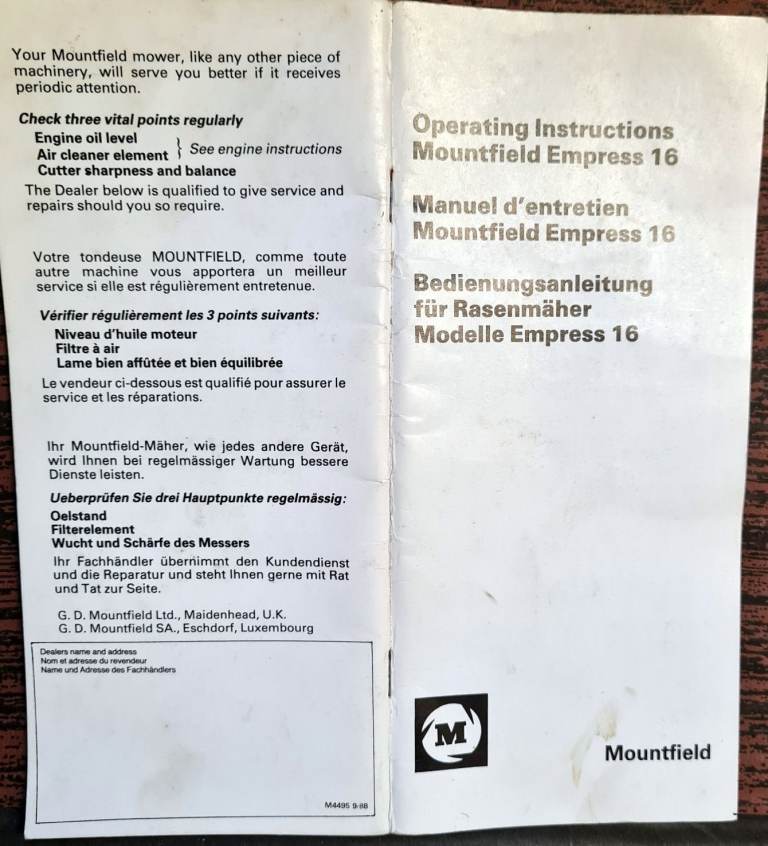 Your Mountfield mower, like any other piece of
machinery, will serve you better if it receives
periodic attention.
Check three vital points regularly
Engine oil level
Air cleaner element } See engine instructions
Cutter sharpness and balance
The Dealer below is qualified to give service and
repairs should you so require.
Votre tondeuse MOUNTFIELD, comme toute
autre machine vous apportera un meilleur
service si elle est régulièrement entretenue.
Vérifier régulièrement les 3 points suivants:
Niveau d'huile moteur
Filtre à air
Lame bien affûtée et bien équilibrée
Le vendeur ci-dessous est qualifié pour assurer le
service et les réparations.
Ihr Mountfield-Mäher, wie jedes andere Gerät,
wird Ihnen bei regelmässiger Wartung bessere
Dienste leisten.
Ueberprüfen Sie drei Hauptpunkte regelmässig:
Oelstand
Filterelement
Wucht und Schärfe des Messers
Ihr Fachhändler übernimmt den Kundendienst
und die Reparatur und steht Ihnen gerne mit Rat
und Tat zur Seite.
G. D. Mountfield Ltd., Maidenhead, U.K.
G. D. Mountfield SA., Eschdorf, Luxembourg
Dealers name and address
Nom et adresse du revendeur
Name und Adresse des Fachhändlers
M4495 9/88
Operating Instructions
Mountfield Empress 16
Manuel d'entretien
Mountfield Empress 16
Bedienungsanleitung
für Rasenmäher
Modelle Empress 16
M
Mountfield